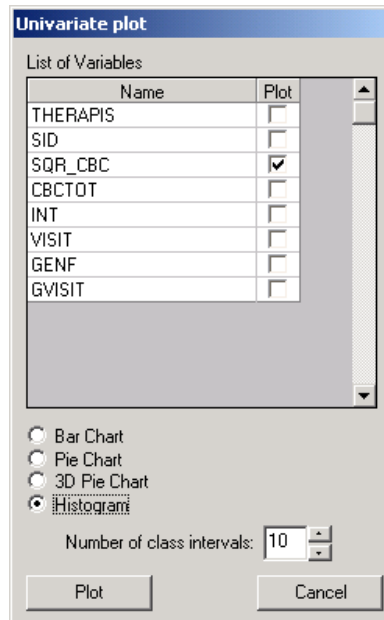 Univariate plot
List of Variables
Name Plot
THERAPIS
SID
SQR_CBC
CBCTOT
INT
VISIT
GENF
GVISIT
Bar Chart
Pie Chart
3D Pie Chart
Histogram
Number of class intervals: 10
Plot Cancel